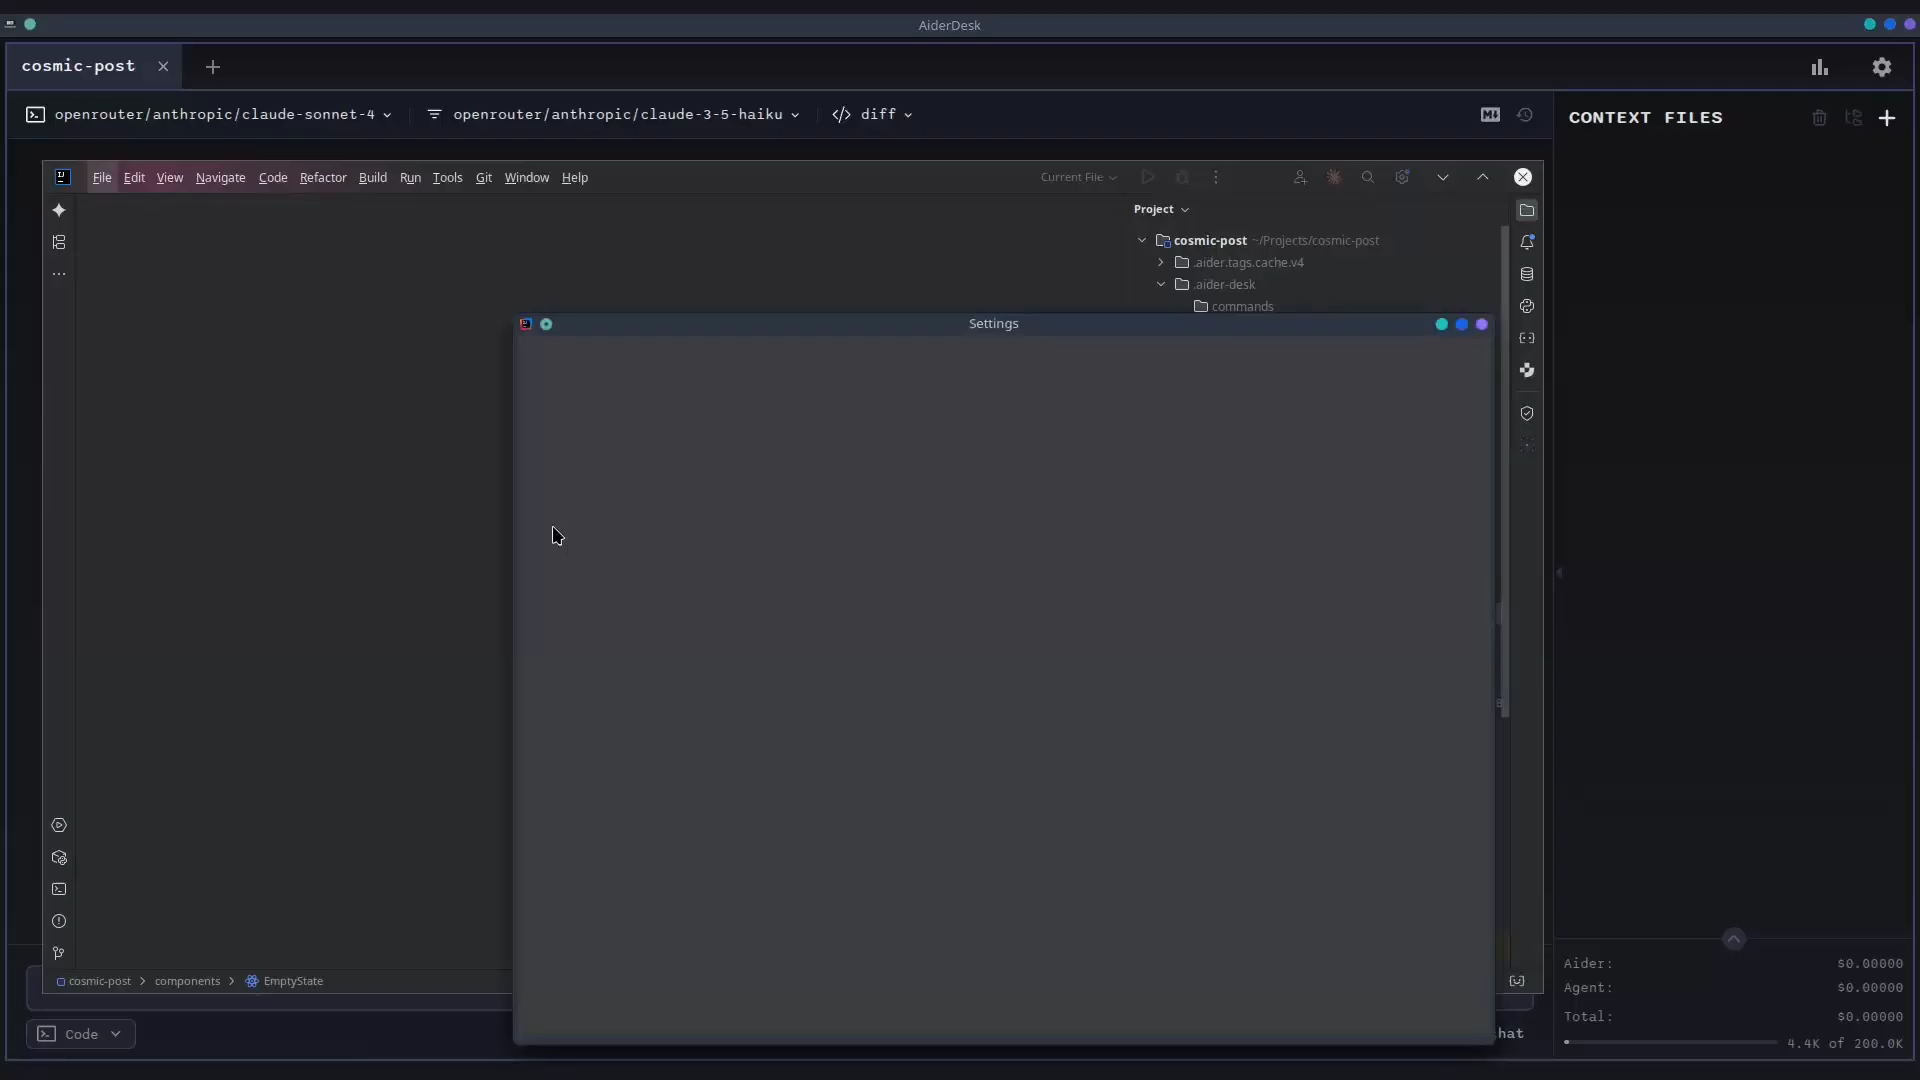 AiderDesk
cosmic-post
openrouter/anthropic/claude-sonnet-4
openrouter/anthropic/claude-3-5-haiku
diff
CONTEXT FILES
File Edit View Navigate Code Refactor Build Run Tools Git Window Help
Current File
Project
cosmic-post ~/Projects/cosmic-post
.aider.tags.cache.v4
.aider-desk
commands
Settings
cosmic-post > components > EmptyState
Code
hat
Aider: $0.00000
Agent: $0.00000
Total: $0.00000
4.4K of 200.0K